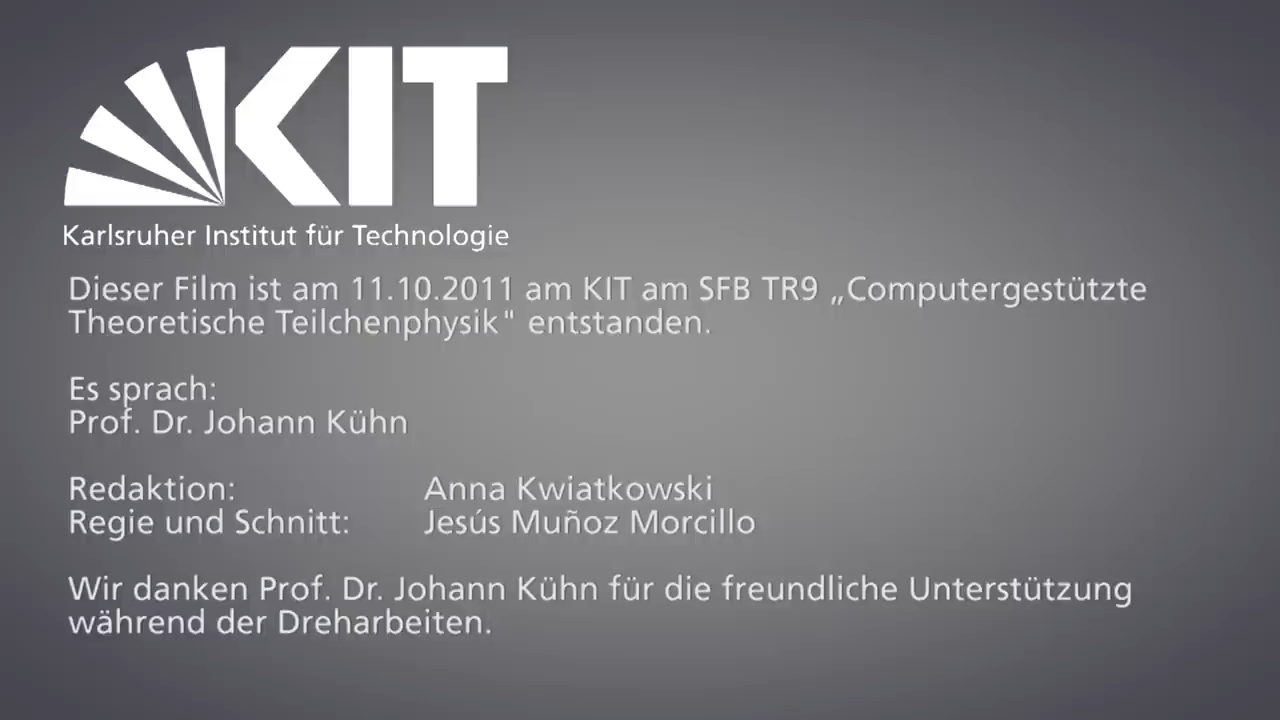 KIT
Karlsruher Institut für Technologie
Dieser Film ist am 11.10.2011 am KIT am SFB TR9 „Computergestützte
Theoretische Teilchenphysik" entstanden.
Es sprach:
Prof. Dr. Johann Kühn
Redaktion: Anna Kwiatkowski
Regie und Schnitt: Jesús Muñoz Morcillo
Wir danken Prof. Dr. Johann Kühn für die freundliche Unterstützung
während der Dreharbeiten.